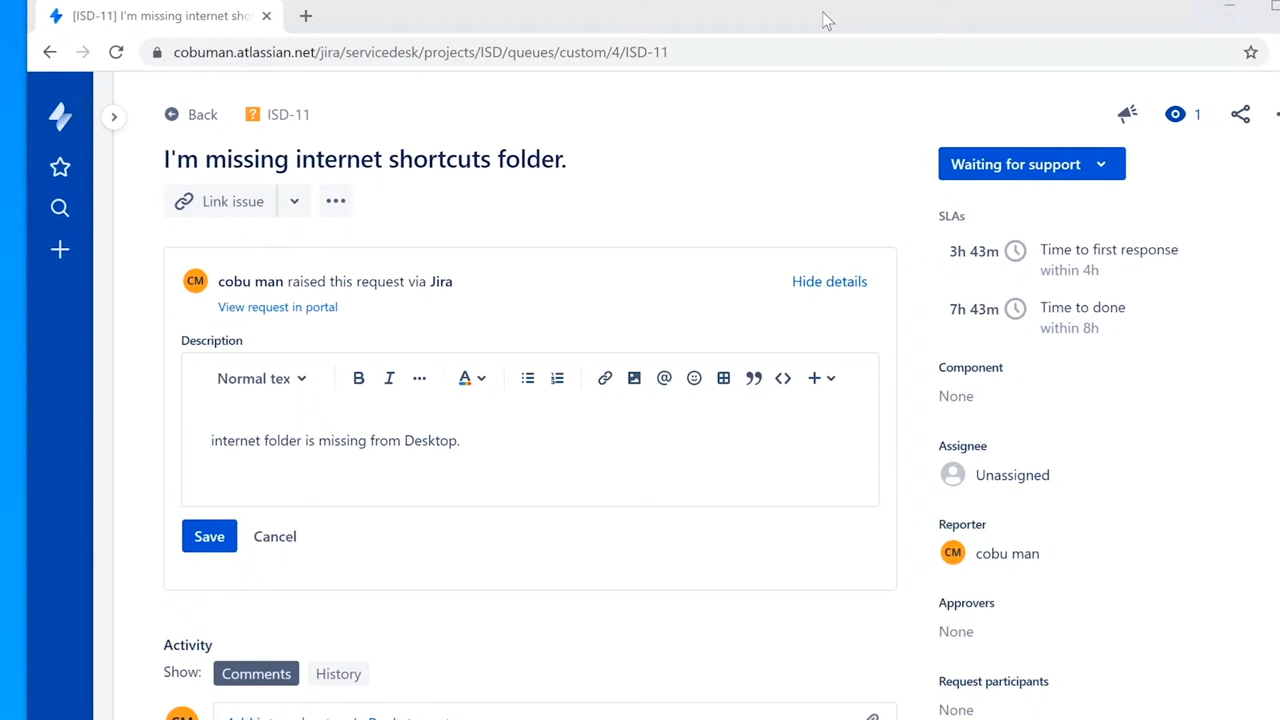 [ISD-11] I'm missing internet sho
cobuman.atlassian.net/jira/servicedesk/projects/ISD/queues/custom/4/ISD-11
Back
ISD-11
1
I'm missing internet shortcuts folder.
Waiting for support
Link issue
SLAs
3h 43m Time to first response
within 4h
7h 43m Time to done
within 8h
CM cobu man raised this request via Jira
Hide details
View request in portal
Description
Normal tex
B I A
internet folder is missing from Desktop.
Save Cancel
Component
None
Assignee
Unassigned
Reporter
CM cobu man
Approvers
None
Request participants
None
Activity
Show: Comments History
CM